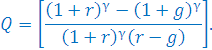 Q = [((1 + r)^γ − (1 + g)^γ) / ((1 + r)^γ (r − g))].